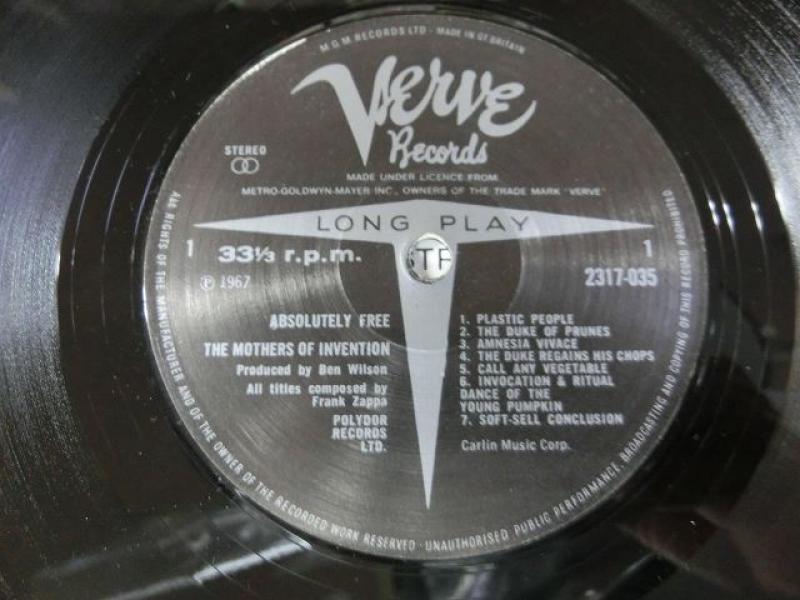 M G M RECORDS LTD · MADE IN GT BRITAIN
Verve
Records
STEREO
MADE UNDER LICENCE FROM
METRO-GOLDWYN-MAYER INC., OWNERS OF THE TRADE MARK "VERVE"
LONG PLAY
1 33⅓ r.p.m. STF 1
℗ 1967 2317-035
ABSOLUTELY FREE
THE MOTHERS OF INVENTION
Produced by Ben Wilson
All titles composed by
Frank Zappa
POLYDOR
RECORDS
LTD.
1. PLASTIC PEOPLE
2. THE DUKE OF PRUNES
3. AMNESIA VIVACE
4. THE DUKE REGAINS HIS CHOPS
5. CALL ANY VEGETABLE
6. INVOCATION & RITUAL
DANCE OF THE
YOUNG PUMPKIN
7. SOFT-SELL CONCLUSION
Carlin Music Corp.
ALL RIGHTS OF THE MANUFACTURER AND OF THE OWNER OF THE RECORDED WORK RESERVED · UNAUTHORISED PUBLIC PERFORMANCE, BROADCASTING AND COPYING OF THIS RECORD PROHIBITED